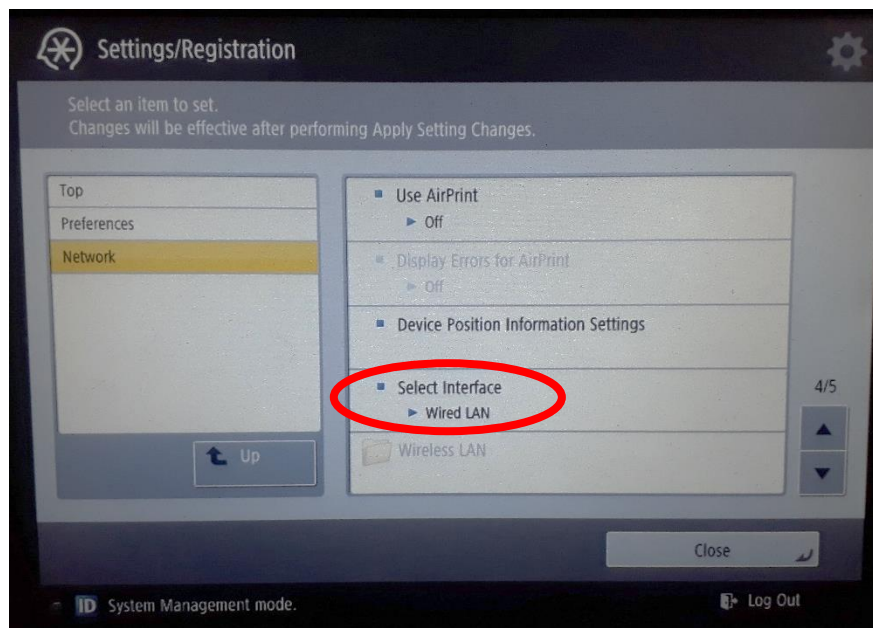 Settings/Registration
Select an item to set.
Changes will be effective after performing Apply Setting Changes.
Top
Preferences
Network
Up
Use AirPrint
Off
Display Errors for AirPrint
Off
Device Position Information Settings
Select Interface
Wired LAN
Wireless LAN
4/5
Close
ID System Management mode.
Log Out